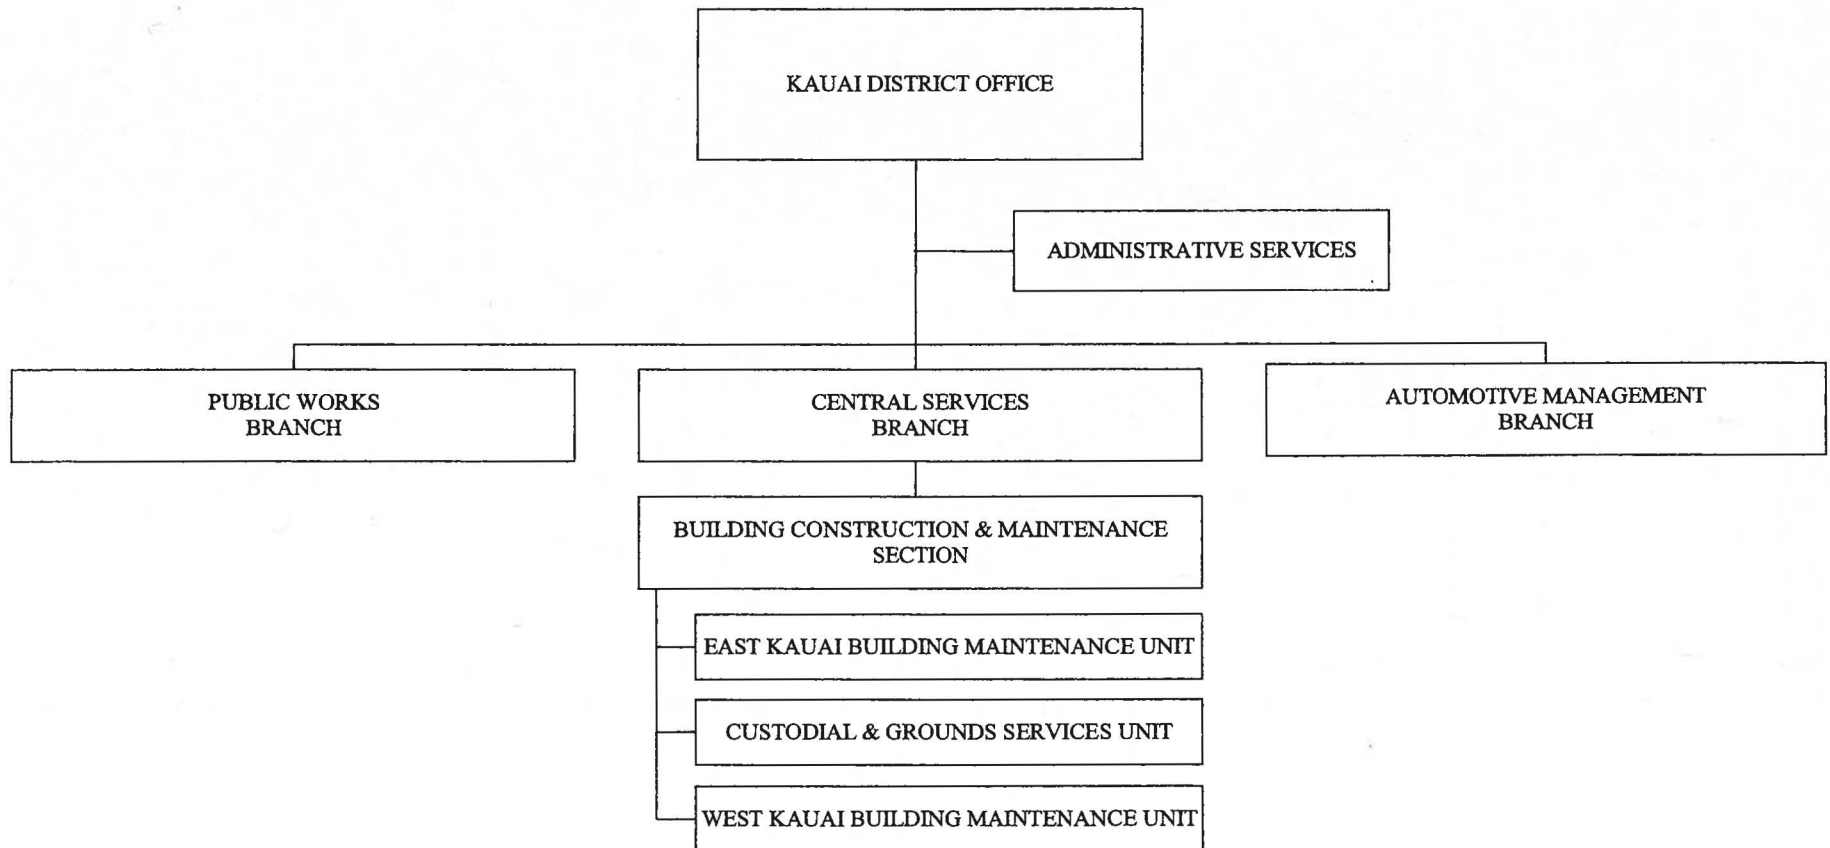 KAUAI DISTRICT OFFICE
ADMINISTRATIVE SERVICES
PUBLIC WORKS
BRANCH
CENTRAL SERVICES
BRANCH
AUTOMOTIVE MANAGEMENT
BRANCH
BUILDING CONSTRUCTION & MAINTENANCE
SECTION
EAST KAUAI BUILDING MAINTENANCE UNIT
CUSTODIAL & GROUNDS SERVICES UNIT
WEST KAUAI BUILDING MAINTENANCE UNIT